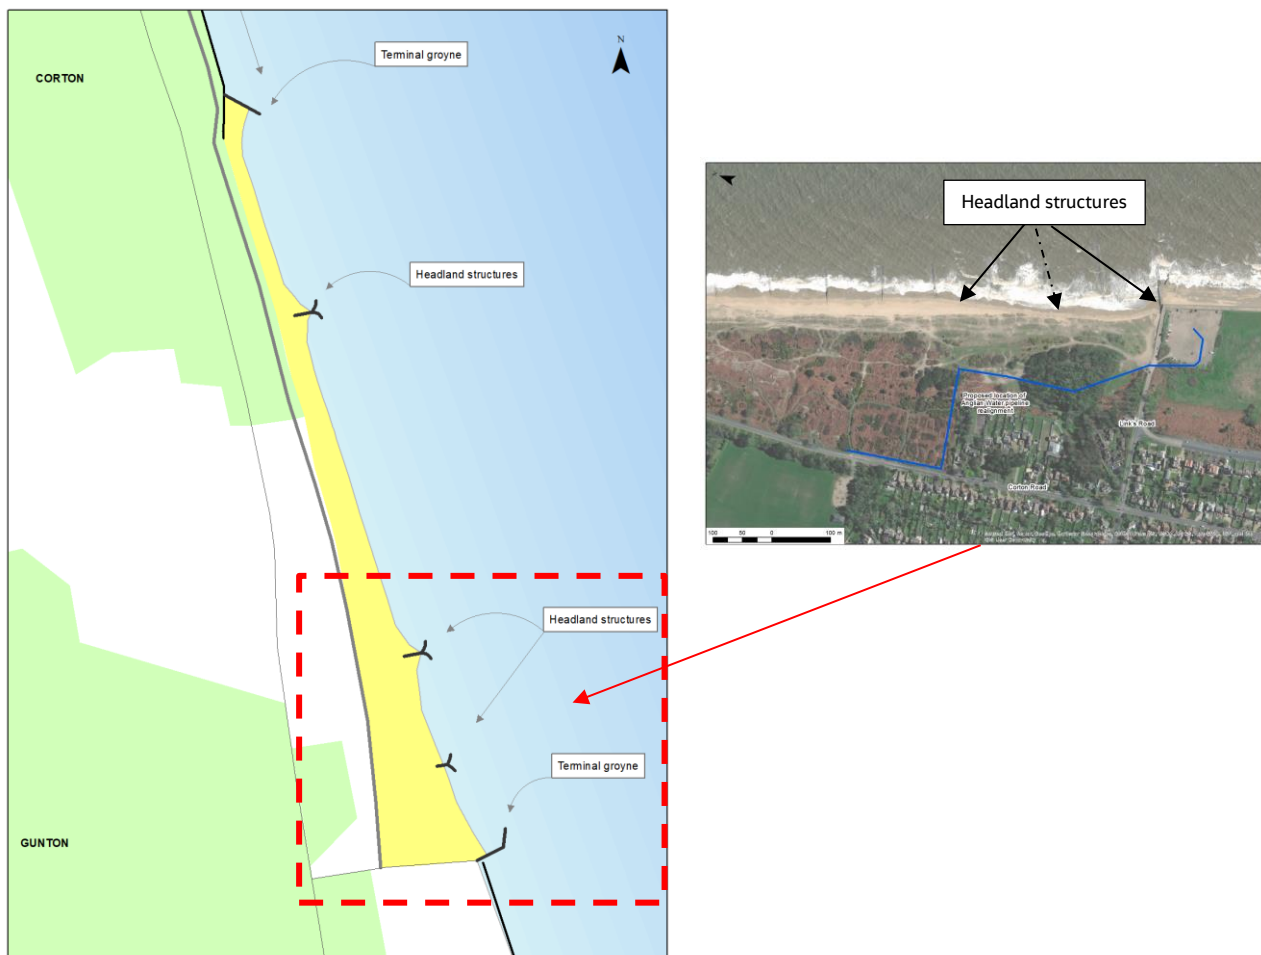 N
Terminal groyne
CORTON
Headland structures
Headland structures
Terminal groyne
GUNTON
Headland structures
Proposed location of
Anglian Water pipeline
realignment
Link's Road
Corton Road
100 50 0 100 m